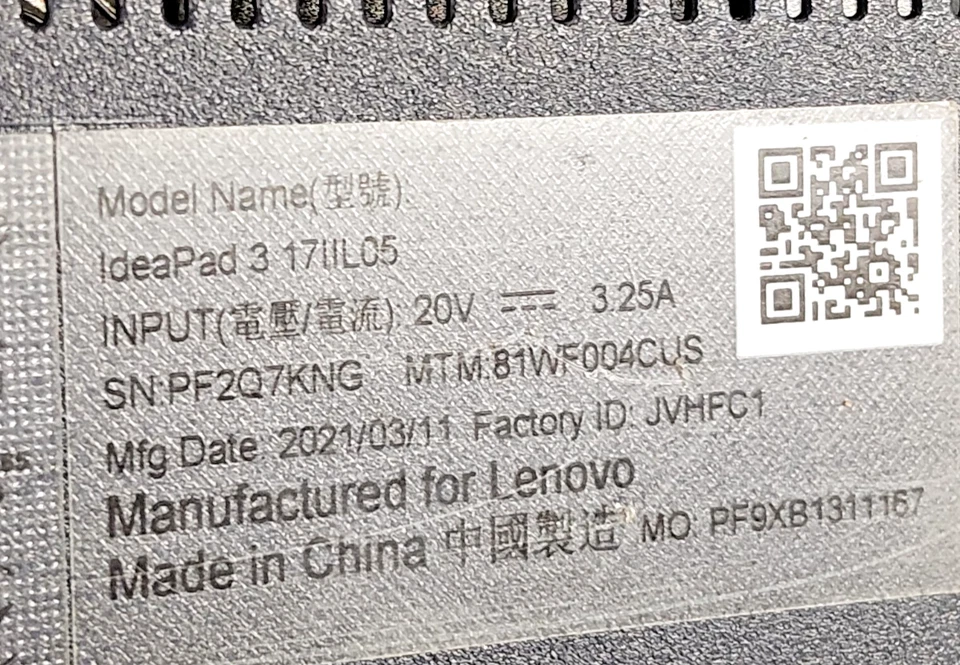 Model Name(型號):
IdeaPad 3 17IIL05
INPUT(電壓/電流): 20V ⎓ 3.25A
SN:PF2Q7KNG MTM:81WF004CUS
Mfg Date 2021/03/11 Factory ID: JVHFC1
Manufactured for Lenovo
Made in China 中國製造 MO PF9XB1311167